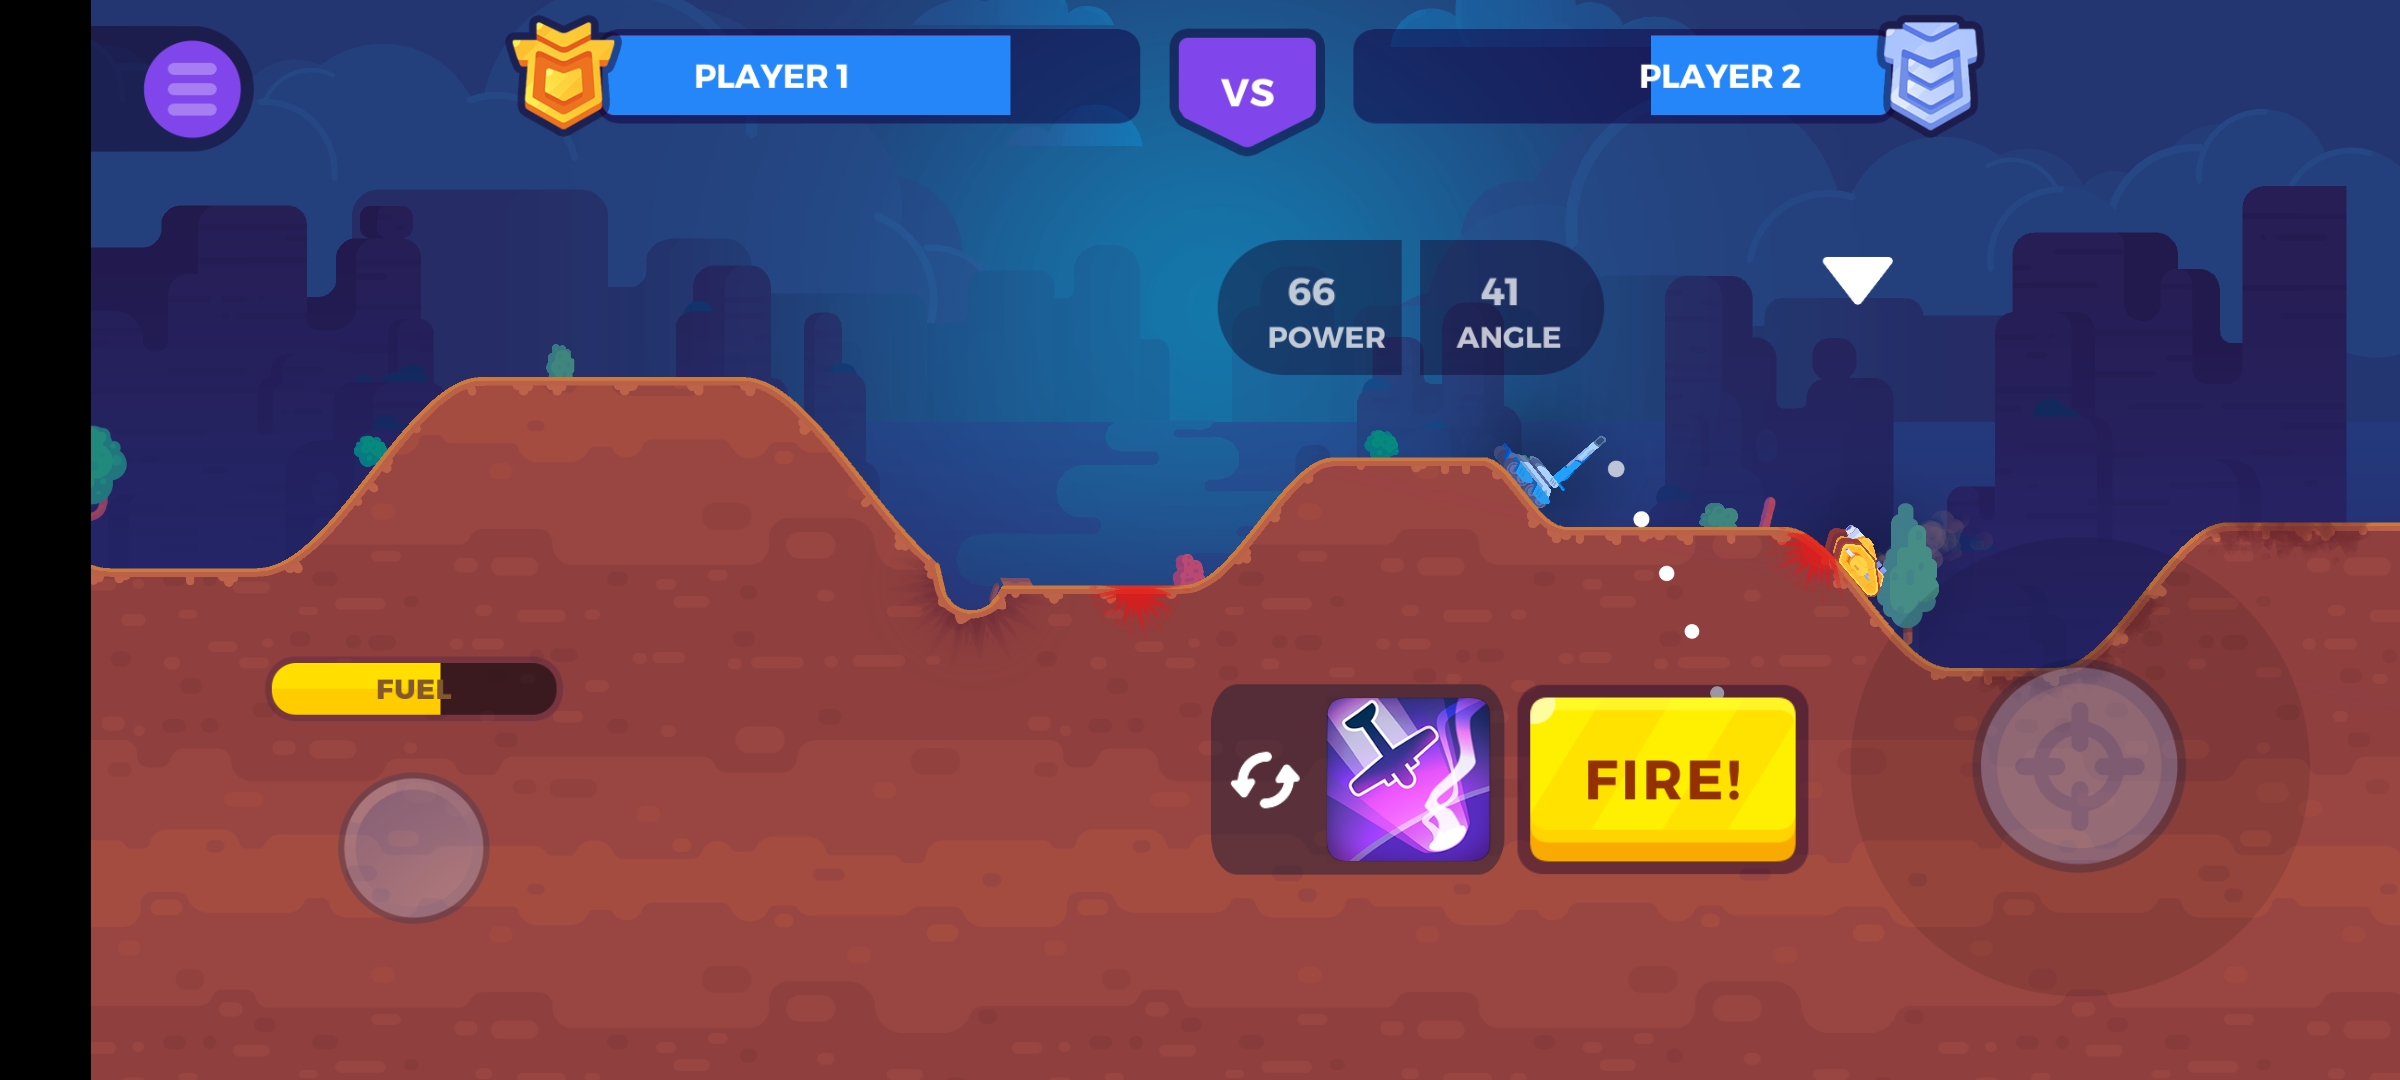 PLAYER 1
VS
PLAYER 2
66
POWER
41
ANGLE
FUEL
FIRE!